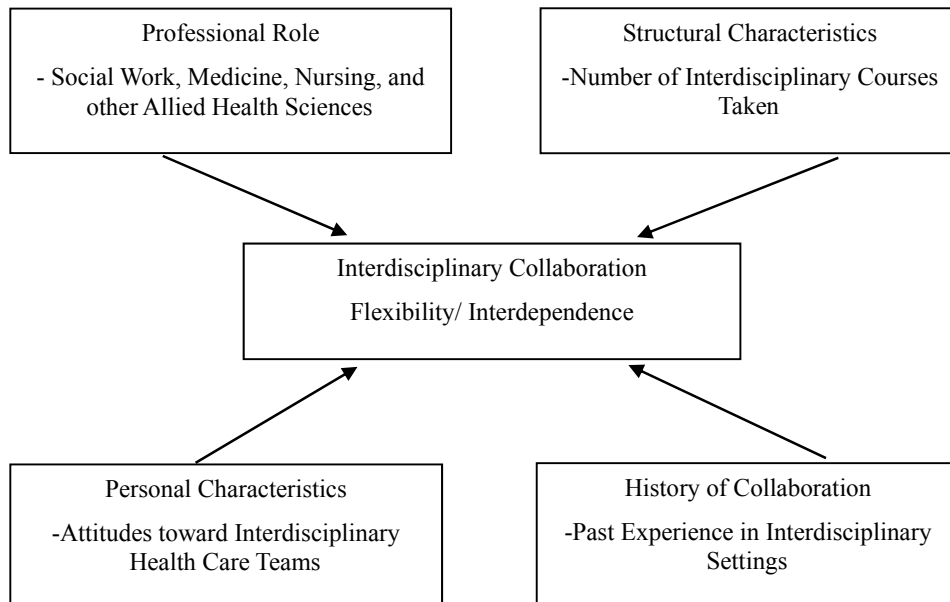 Professional Role
- Social Work, Medicine, Nursing, and
other Allied Health Sciences
Structural Characteristics
-Number of Interdisciplinary Courses
Taken
Interdisciplinary Collaboration
Flexibility/ Interdependence
Personal Characteristics
-Attitudes toward Interdisciplinary
Health Care Teams
History of Collaboration
-Past Experience in Interdisciplinary
Settings